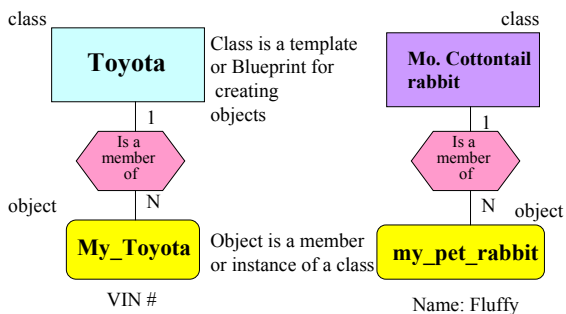 class
Toyota
Class is a template
or Blueprint for
creating
objects
class
Mo. Cottontail
rabbit
1
Is a
member
of
N
1
Is a
member
of
N
object
My_Toyota
Object is a member
or instance of a class
object
my_pet_rabbit
VIN #
Name: Fluffy